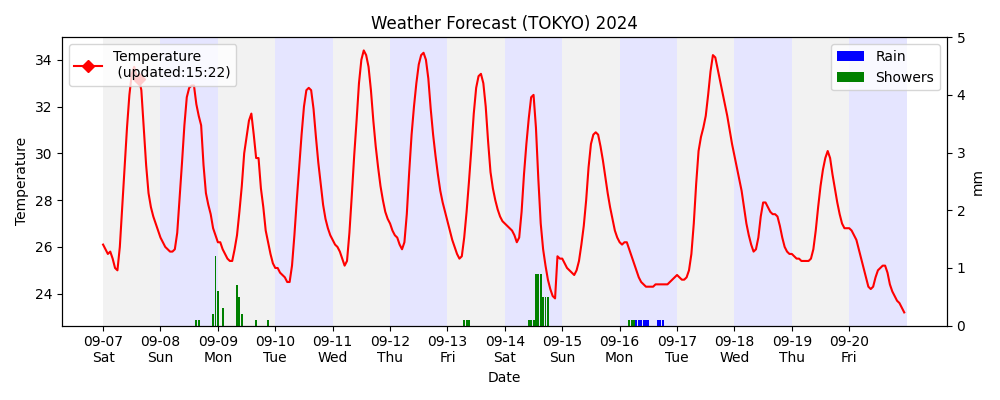 Weather Forecast (TOKYO) 2024
Temperature
(updated:15:22)
Rain
Showers
Temperature
34
32
30
28
26
24
5
4
3
2
1
0
mm
09-07 09-08 09-09 09-10 09-11 09-12 09-13 09-14 09-15 09-16 09-17 09-18 09-19 09-20
Sat Sun Mon Tue Wed Thu Fri Sat Sun Mon Tue Wed Thu Fri
Date